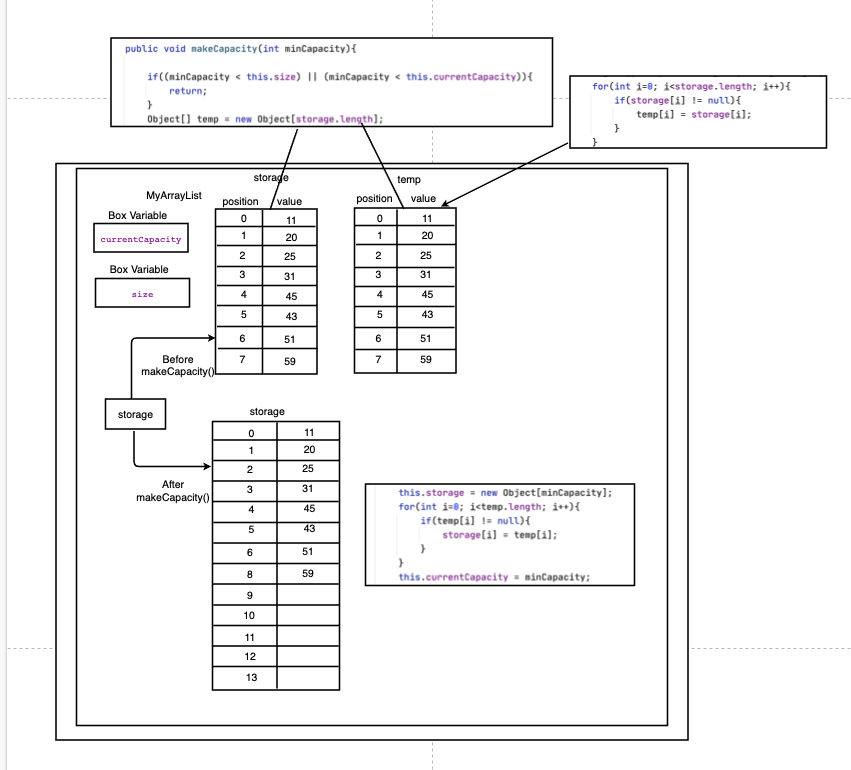 public void makeCapacity(int minCapacity){
if((minCapacity < this.size) || (minCapacity < this.currentCapacity)){
return;
}
Object[] temp = new Object[storage.length];
for(int i=0; i<storage.length; i++){
if(storage[i] != null){
temp[i] = storage[i];
}
}
MyArrayList
Box Variable
currentCapacity
Box Variable
size
storage
position value
0 11
1 20
2 25
3 31
4 45
5 43
6 51
7 59
temp
position value
0 11
1 20
2 25
3 31
4 45
5 43
6 51
7 59
Before
makeCapacity()
storage
After
makeCapacity()
storage
0 11
1 20
2 25
3 31
4 45
5 43
6 51
8 59
9
10
11
12
13
this.storage = new Object[minCapacity];
for(int i=0; i<temp.length; i++){
if(temp[i] != null){
storage[i] = temp[i];
}
}
this.currentCapacity = minCapacity;